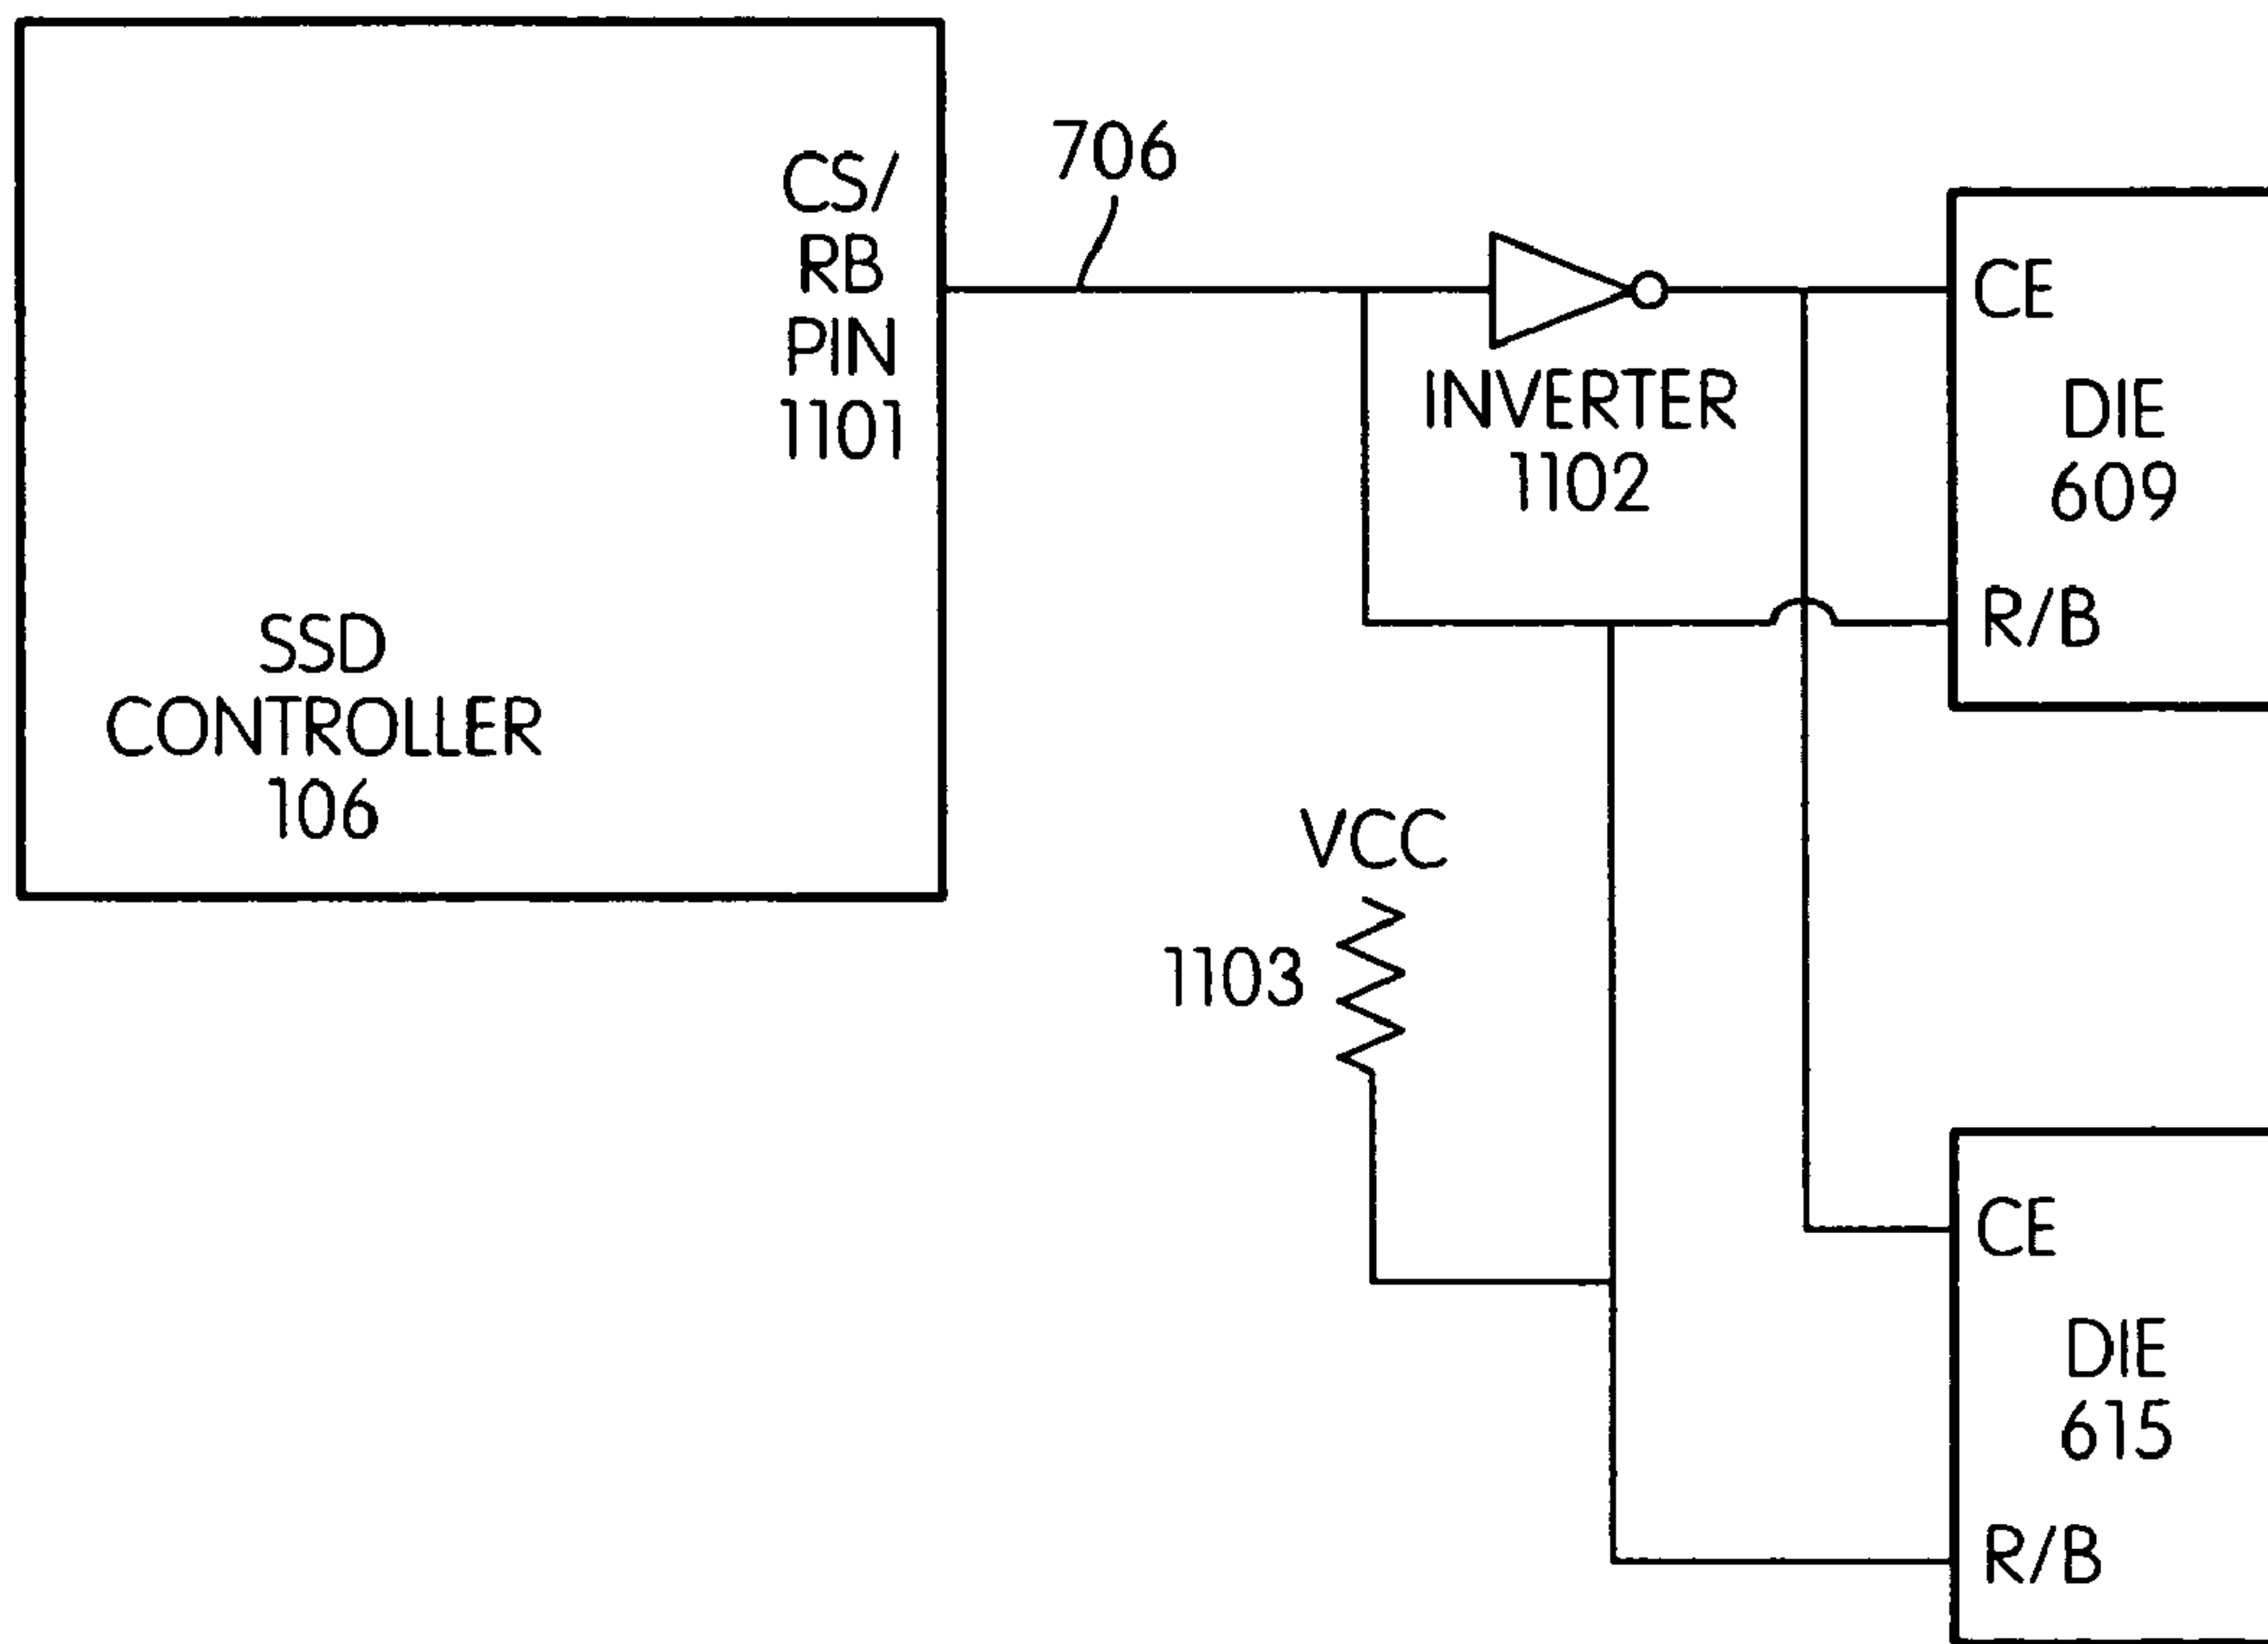 CS/
RB
PIN
1101
SSD
CONTROLLER
106
706
INVERTER
1102
VCC
1103
CE
DIE
609
R/B
CE
DIE
615
R/B